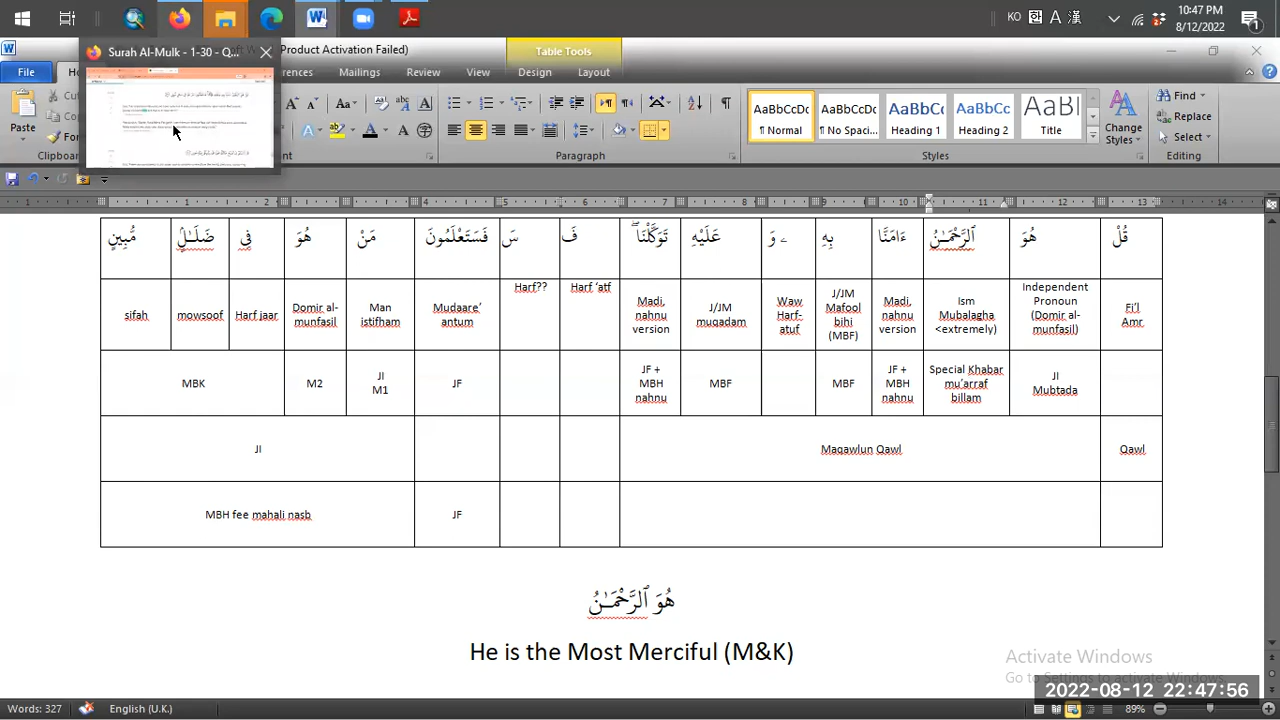 KO 한 A 漢
10:47 PM
8/12/2022
1
Surah Al-Mulk - 1-30 - Q...
Product Activation Failed)
Table Tools
File
Mailings
Review
View
Design
Layout
Paste
Change Styles
Find
Replace
Select
AaBbCcDc
AaBbCcDc
AaBbCc
AaBbCc
AaBl
¶ Normal
¶ No Spaci...
Heading 1
Heading 2
Title
Paragraph
Styles
Editing
قُلْ هُوَ ٱلرَّحْمَـٰنُ ءَامَنَّا بِهِ ے وَ عَلَيْهِ تَوَكَّلْنَا ۖ فَ سَ فَسَتَعْلَمُونَ مَنْ هُوَ فِى ضَلَـٰلٍ مُّبِينٍ
sifah
mowsoof
Harf jaar
Domir al-munfasil
Man istifham
Mudaare’ antum
Harf??
Harf ‘atf
Madi, nahnu version
J/JM muqadam
Waw Harf-atuf
J/JM Mafool bihi (MBF)
Madi, nahnu version
Ism Mubalagha <extremely)
Independent Pronoun (Domir al-munfasil)
Fi’l Amr
MBK
M2
JI M1
JF
JF + MBH nahnu
MBF
MBF
JF + MBH nahnu
Special Khabar mu’arraf billam
JI Mubtada
JI
Maqawlun Qawl
Qawl
MBH fee mahali nasb
JF
هُوَ ٱلرَّحْمَـٰنُ
He is the Most Merciful (M&K)
Activate Windows
Go to Settings to activate Windows.
2022-08-12 22:47:56
Words: 327
English (U.K.)
89%